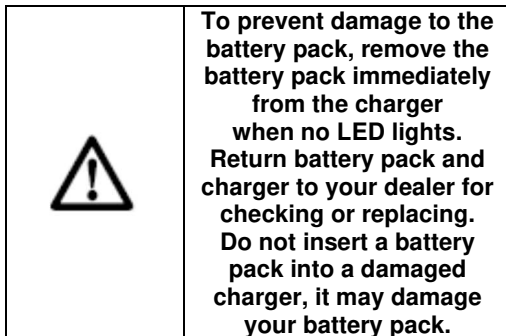 To prevent damage to the
battery pack, remove the
battery pack immediately
from the charger
when no LED lights.
Return battery pack and
charger to your dealer for
checking or replacing.
Do not insert a battery
pack into a damaged
charger, it may damage
your battery pack.